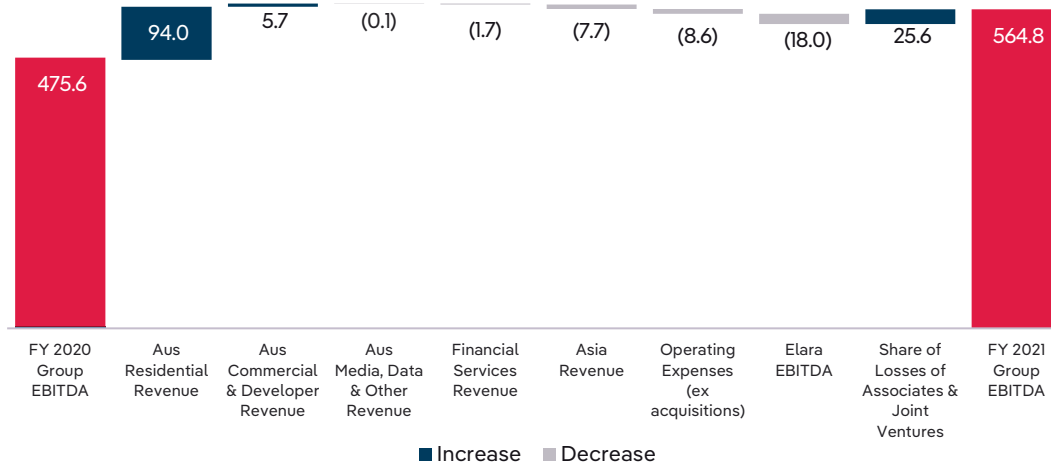 475.6
94.0
5.7
(0.1)
(1.7)
(7.7)
(8.6)
(18.0)
25.6
564.8
FY 2020
Group
EBITDA
Aus
Residential
Revenue
Aus
Commercial
& Developer
Revenue
Aus
Media, Data
& Other
Revenue
Financial
Services
Revenue
Asia
Revenue
Operating
Expenses
(ex
acquisitions)
Elara
EBITDA
Share of
Losses of
Associates &
Joint
Ventures
FY 2021
Group
EBITDA
Increase
Decrease